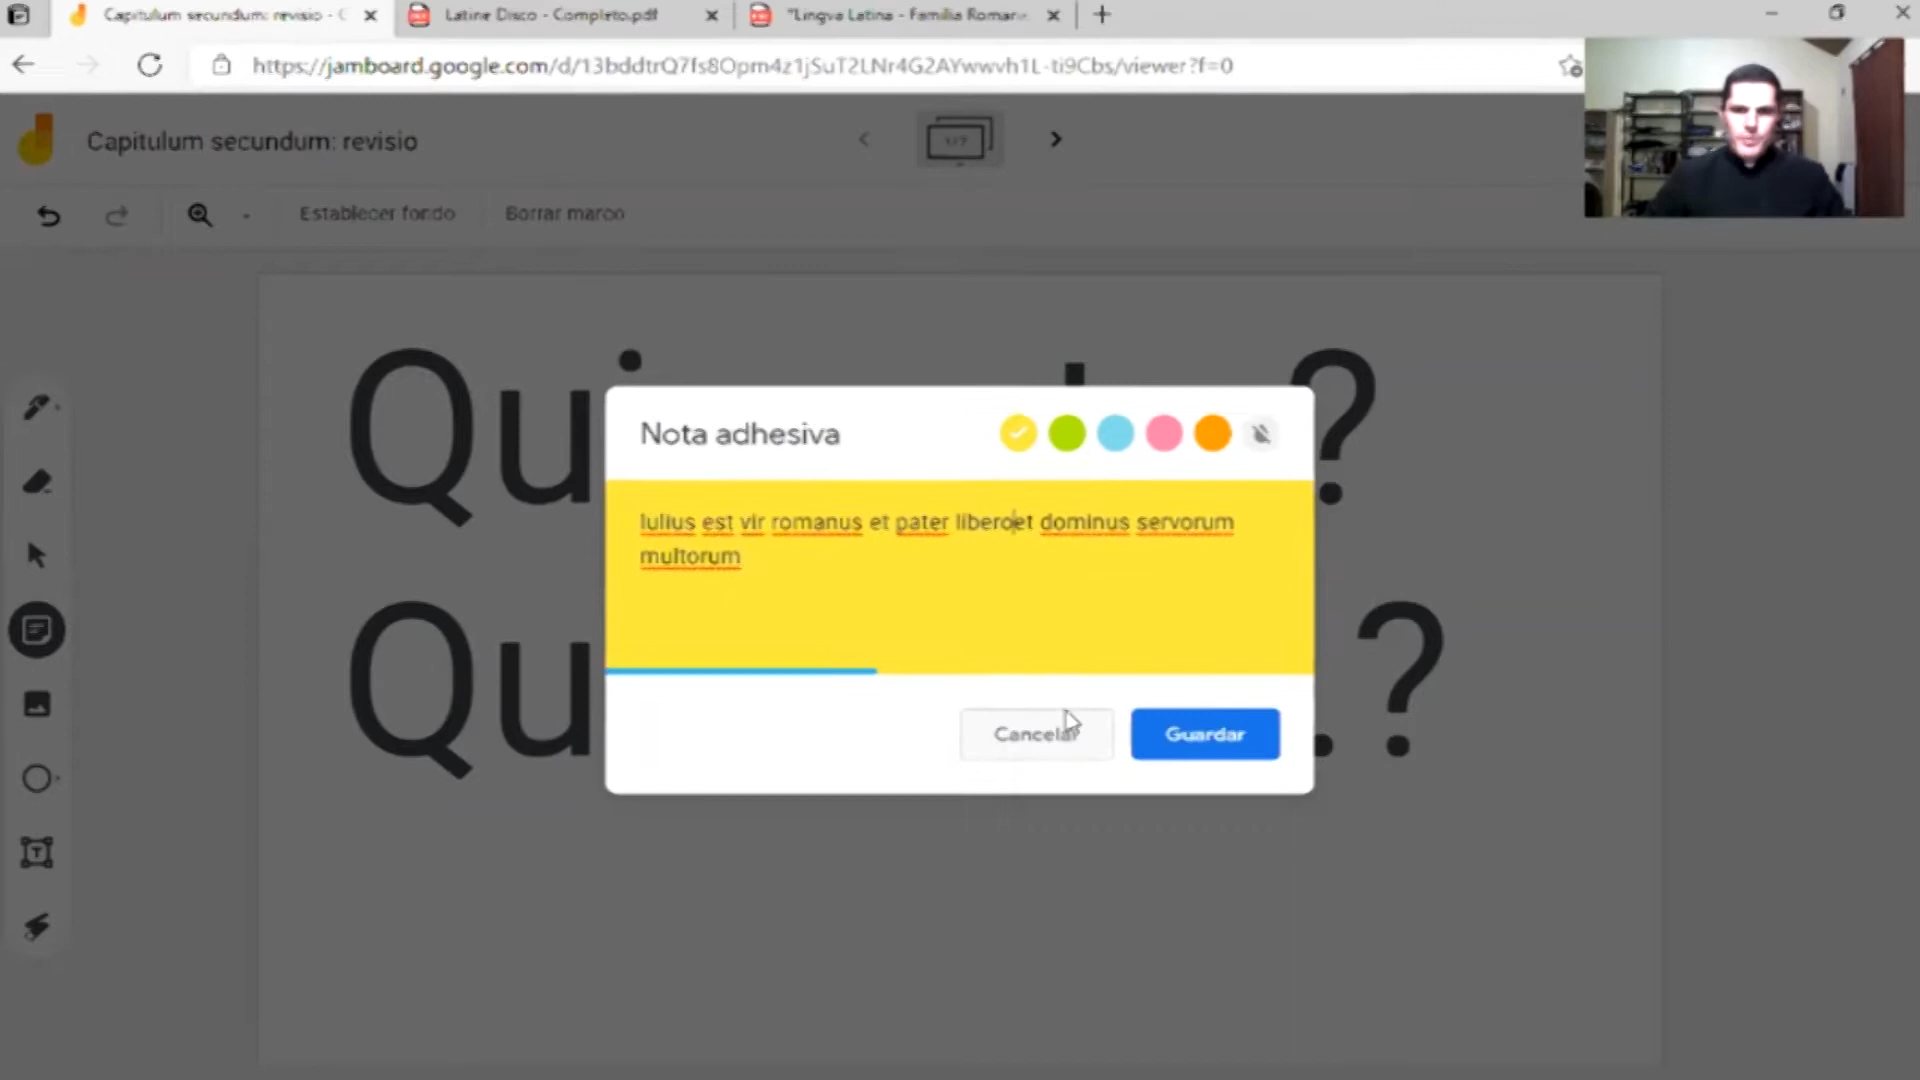 Capitulum secundum: revisio - C
Latine Disco - Completo.pdf
"Lingva Latina - Familia Romana
https://jamboard.google.com/d/13bddtrQ7fs8Opm4z1jSuT2LNr4G2AYwwvh1L-ti9Cbs/viewer?f=0
Capitulum secundum: revisio
1/7
Establecer fondo
Borrar marco
?
Nota adhesiva
Iulius est vir romanus et pater liberoet dominus servorum
multorum
Qu
.?
Cancelar
Guardar